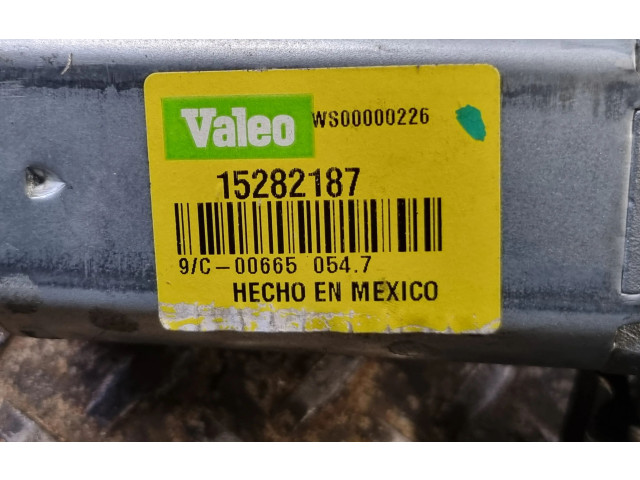 Valeo WS00000226
15282187
9/C-00665 054.7
HECHO EN MEXICO